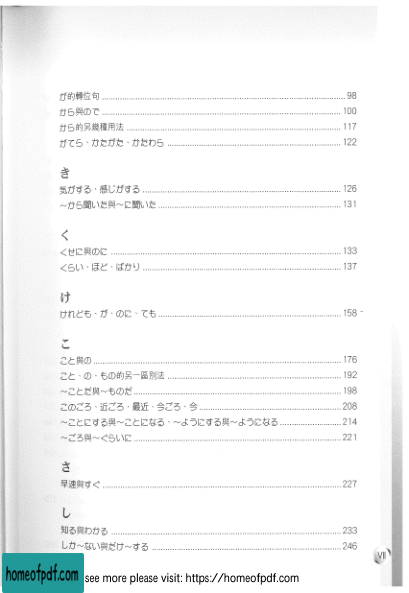 が的轉位句 98
から與ので 100
から的另幾種用法 117
がてら・かたがた・かたわら 122
き
気がする・感じがする 126
～から聞いた與～に聞いた 131
く
くせに與のに 133
くらい・ほど・ばかり 137
け
けれども・が・のに・ても 158
こ
こと與の 176
こと・の・もの的另一區別法 192
～ことだ與～ものだ 198
このごろ・近ごろ・最近・今ごろ・今 208
～ことにする與～ことになる・～ようにする與～ようになる 214
～ごろ與～ぐらいに 221
さ
早速與すぐ 227
し
知る與わかる 233
しか～ない與だけ～する 246
VII
homeofpdf.com see more please visit: https://homeofpdf.com